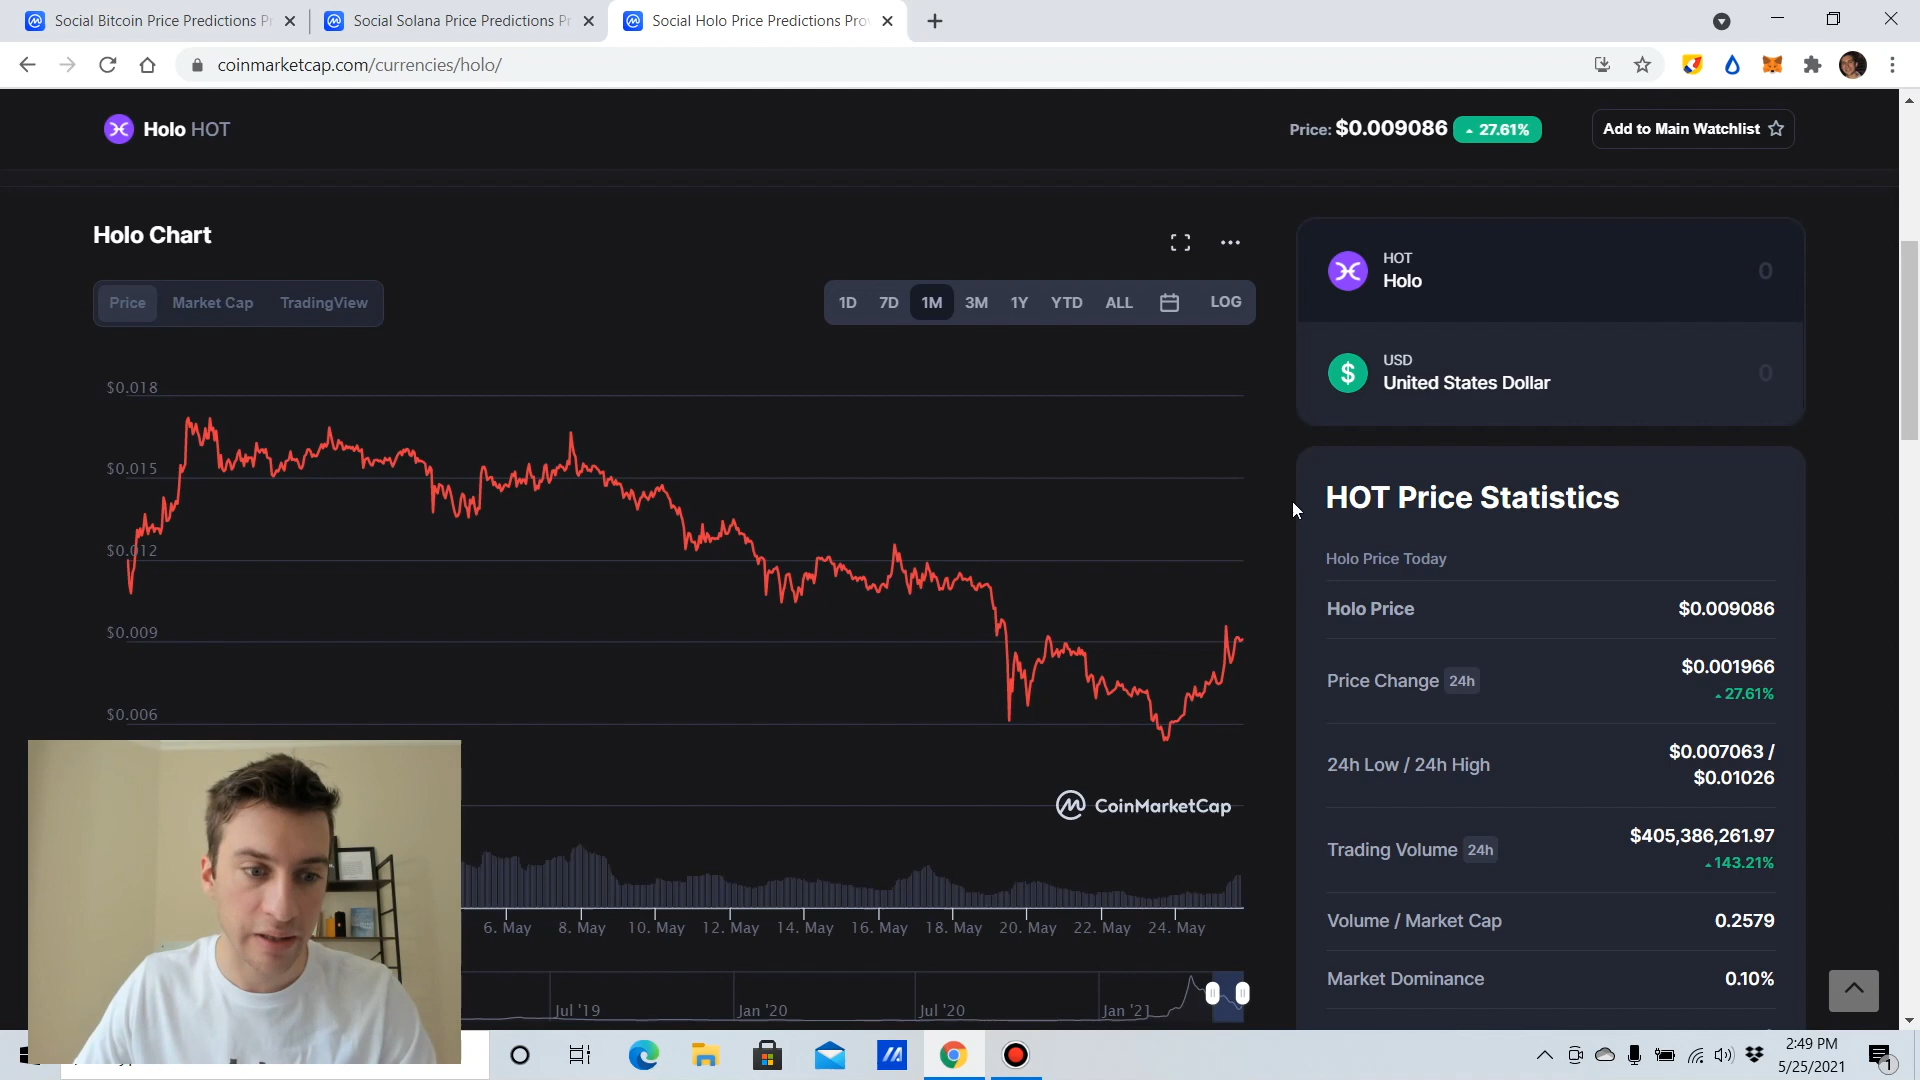 Social Bitcoin Price Predictions Pr
Social Solana Price Predictions Pr
Social Holo Price Predictions Prov
coinmarketcap.com/currencies/holo/
Holo HOT
Price: $0.009086 27.61%
Add to Main Watchlist
Holo Chart
Price Market Cap TradingView
1D 7D 1M 3M 1Y YTD ALL LOG
$0.018
$0.015
$0.012
$0.009
$0.006
CoinMarketCap
6. May 8. May 10. May 12. May 14. May 16. May 18. May 20. May 22. May 24. May
Jul '19 Jan '20 Jul '20 Jan '21
HOT
Holo
0
USD
United States Dollar
0
HOT Price Statistics
Holo Price Today
Holo Price $0.009086
Price Change 24h $0.001966
27.61%
24h Low / 24h High $0.007063 /
$0.01026
Trading Volume 24h $405,386,261.97
143.21%
Volume / Market Cap 0.2579
Market Dominance 0.10%
2:49 PM
5/25/2021
1